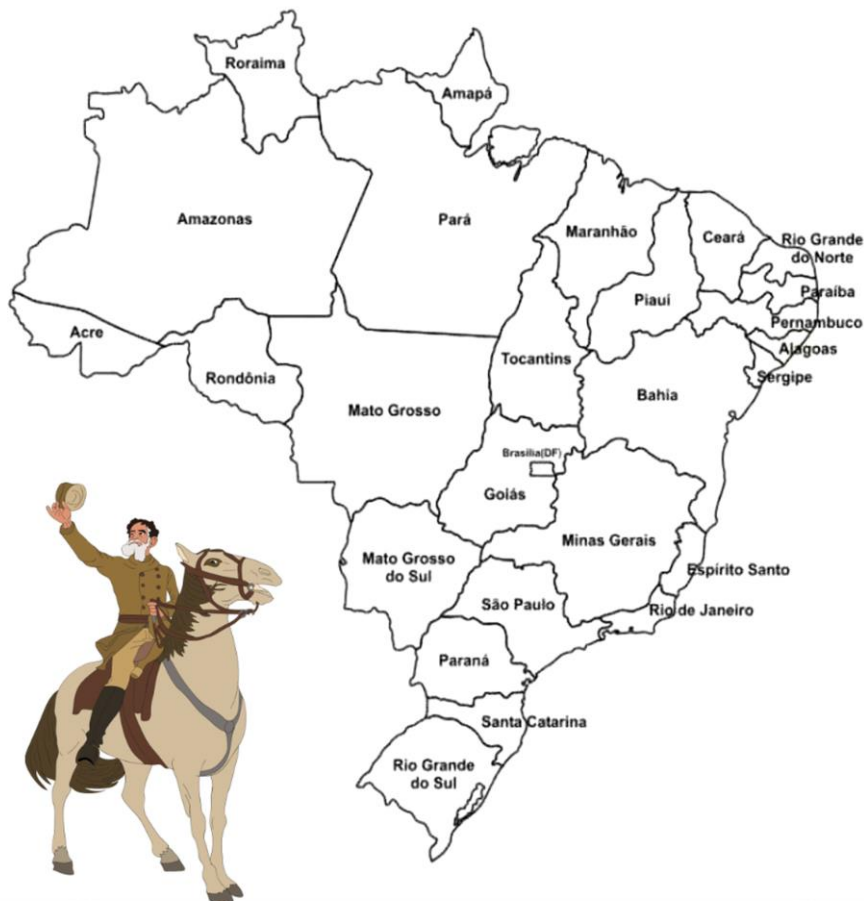 Roraima
Amapá
Amazonas
Pará
Maranhão
Ceará
Rio Grande
do Norte
Piauí
Paraíba
Pernambuco
Acre
Rondônia
Tocantins
Alagoas
Sergipe
Mato Grosso
Bahia
Brasilia(DF)
Goiás
Minas Gerais
Mato Grosso
do Sul
Espírito Santo
São Paulo
Rio de Janeiro
Paraná
Santa Catarina
Rio Grande
do Sul